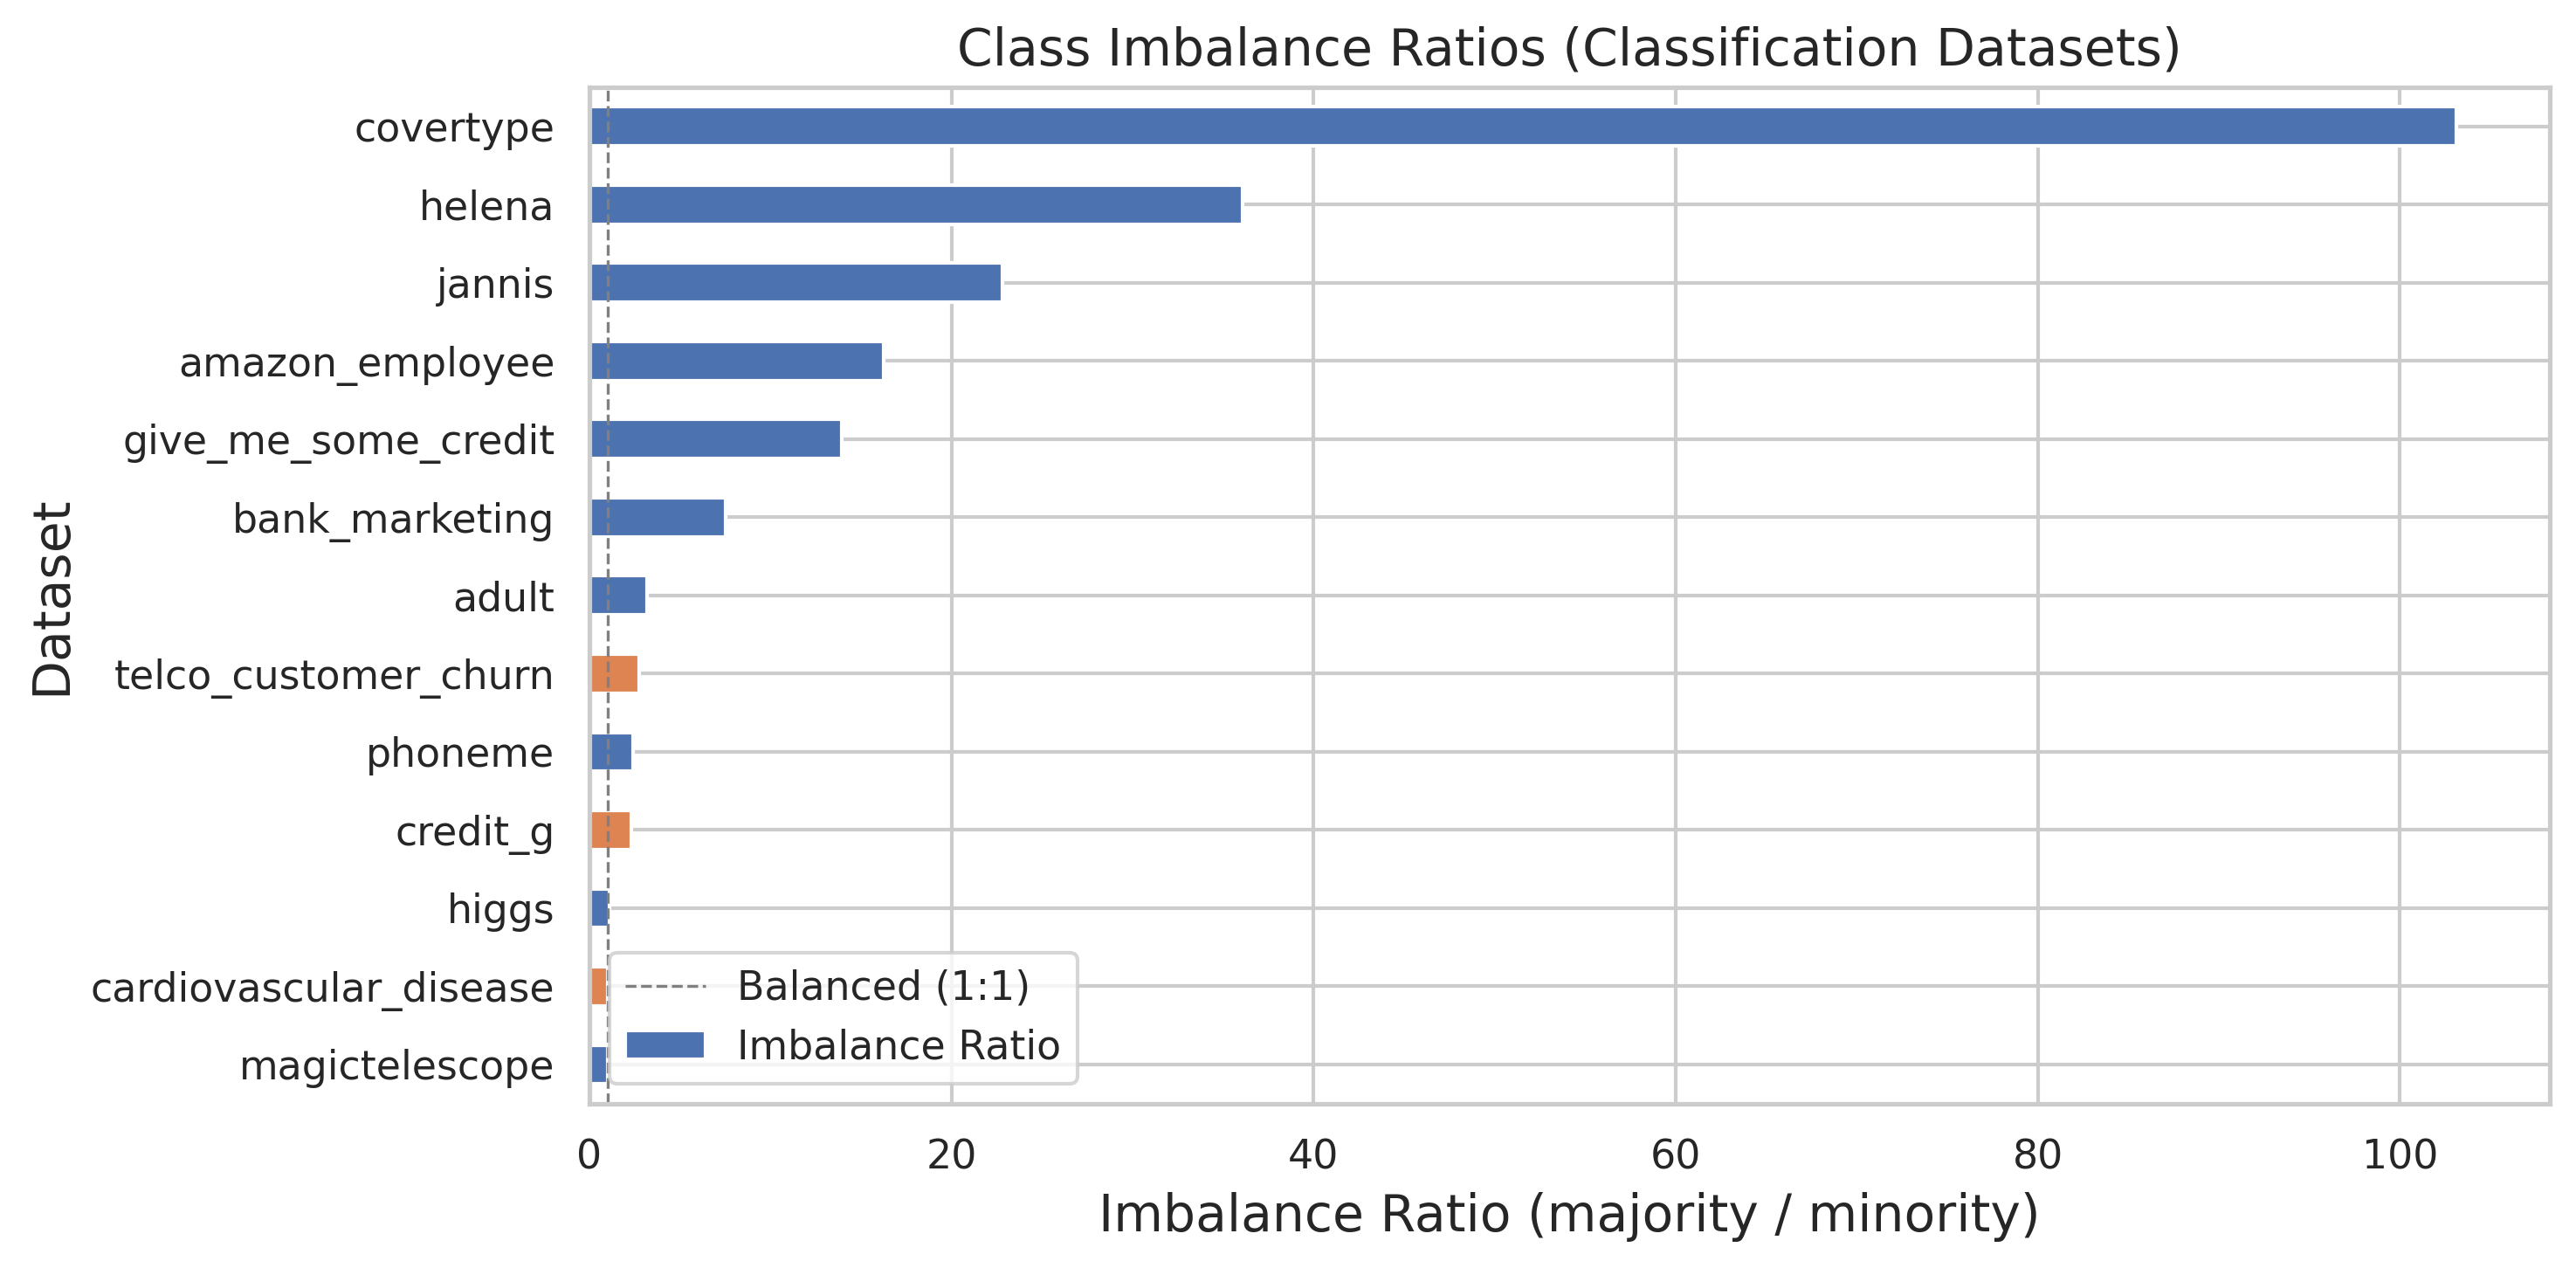 Class Imbalance Ratios (Classification Datasets)
Dataset
covertype
helena
jannis
amazon_employee
give_me_some_credit
bank_marketing
adult
telco_customer_churn
phoneme
credit_g
higgs
cardiovascular_disease
magictelescope
Balanced (1:1)
Imbalance Ratio
0 20 40 60 80 100
Imbalance Ratio (majority / minority)